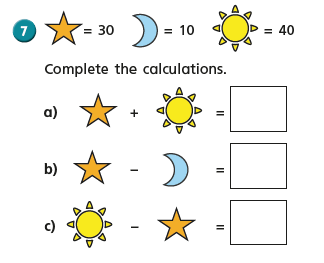 7 = 30 = 10 = 40
Complete the calculations.
a) + =
b) - =
c) - =